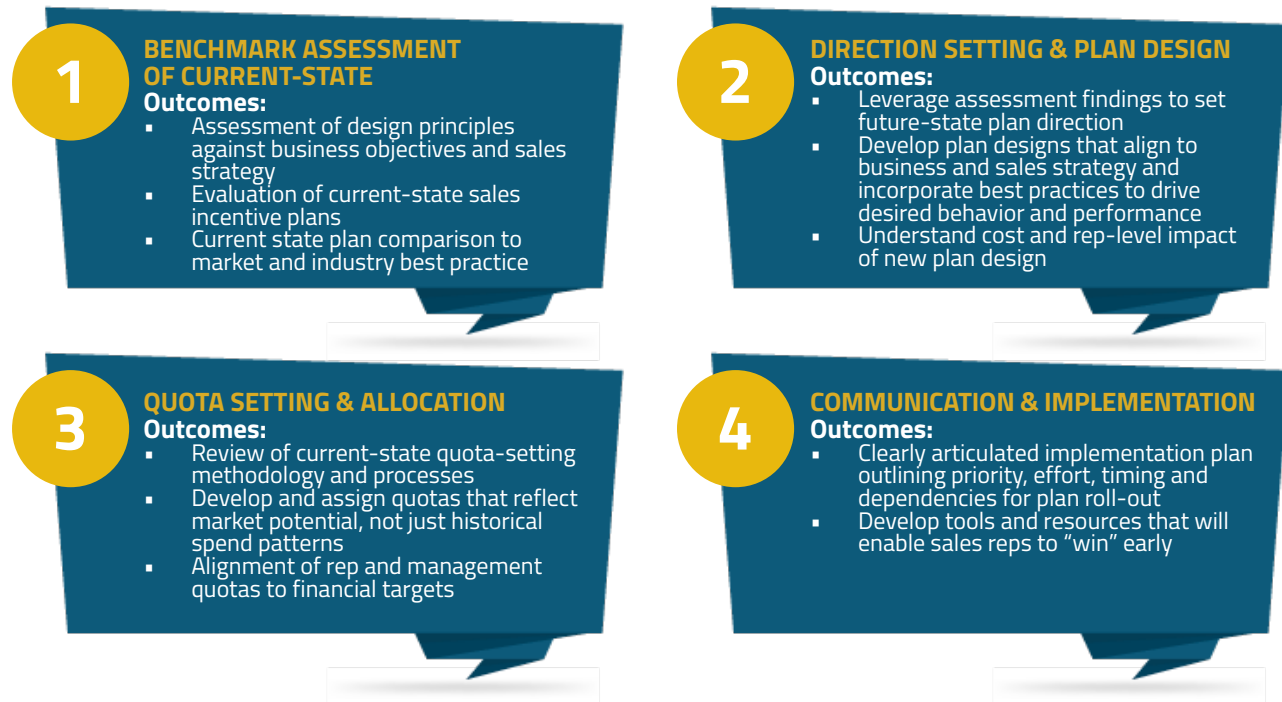 1
BENCHMARK ASSESSMENT
OF CURRENT-STATE
Outcomes:
▪ Assessment of design principles
against business objectives and sales
strategy
▪ Evaluation of current-state sales
incentive plans
▪ Current state plan comparison to
market and industry best practice
2
DIRECTION SETTING & PLAN DESIGN
Outcomes:
▪ Leverage assessment findings to set
future-state plan direction
▪ Develop plan designs that align to
business and sales strategy and
incorporate best practices to drive
desired behavior and performance
▪ Understand cost and rep-level impact
of new plan design
3
QUOTA SETTING & ALLOCATION
Outcomes:
▪ Review of current-state quota-setting
methodology and processes
▪ Develop and assign quotas that reflect
market potential, not just historical
spend patterns
▪ Alignment of rep and management
quotas to financial targets
4
COMMUNICATION & IMPLEMENTATION
Outcomes:
▪ Clearly articulated implementation plan
outlining priority, effort, timing and
dependencies for plan roll-out
▪ Develop tools and resources that will
enable sales reps to “win” early